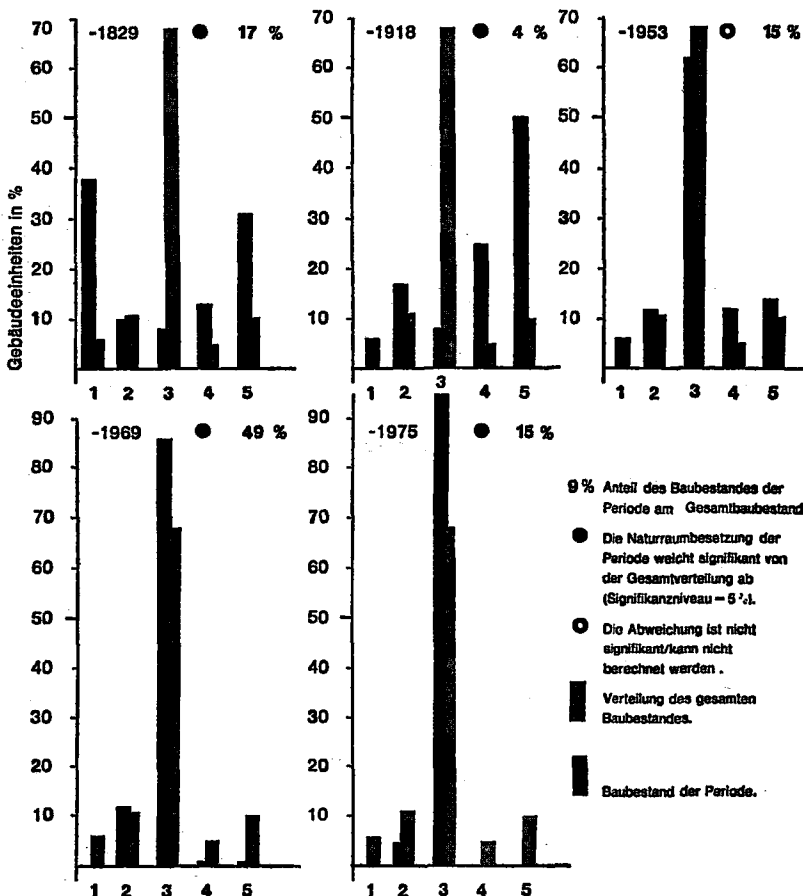 Gebäudeeinheiten in %
70
60
50
40
30
20
10
-1829 17 %
1 2 3 4 5
70
60
50
40
30
20
10
-1918 4 %
1 2 3 4 5
70
60
50
40
30
20
10
-1953 15 %
1 2 3 4 5
90
80
70
60
50
40
30
20
10
-1969 49 %
1 2 3 4 5
90
80
70
60
50
40
30
20
10
-1975 15 %
1 2 3 4 5
9% Anteil des Baubestandes der
Periode am Gesamtbaubestand
Die Naturraumbesetzung der
Periode weicht signifikant von
der Gesamtverteilung ab
(Signifikanzniveau = 5
Die Abweichung ist nicht
signifikant/kann nicht
berechnet werden .
Verteilung des gesamten
Baubestandes.
Baubestand der Periode.